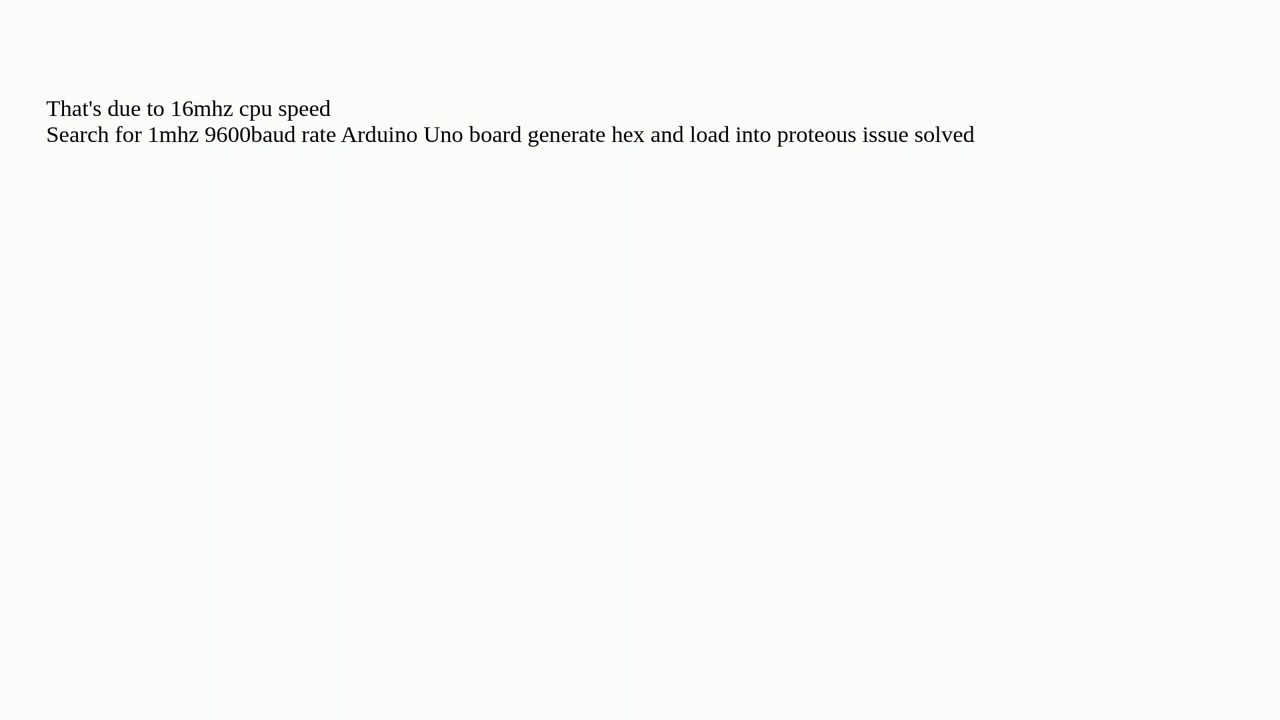 That's due to 16mhz cpu speed
Search for 1mhz 9600baud rate Arduino Uno board generate hex and load into proteous issue solved